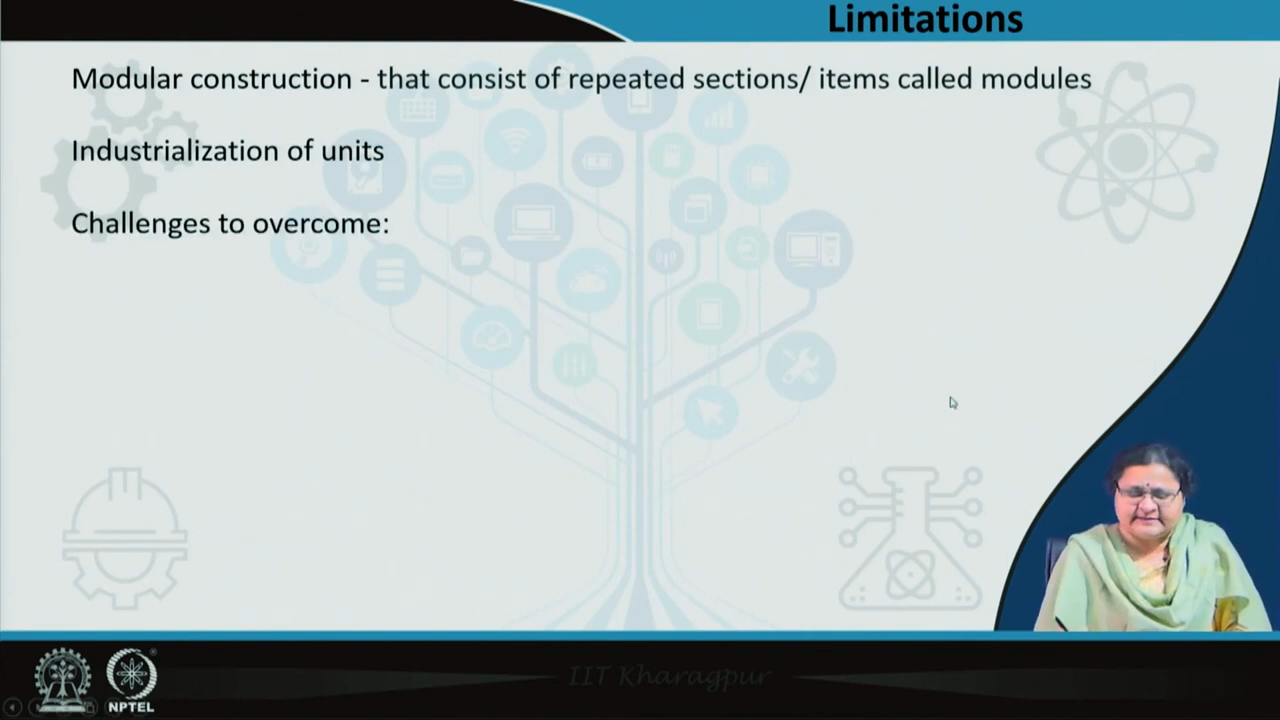 Limitations
Modular construction - that consist of repeated sections/ items called modules
Industrialization of units
Challenges to overcome:
IIT Kharagpur
NPTEL